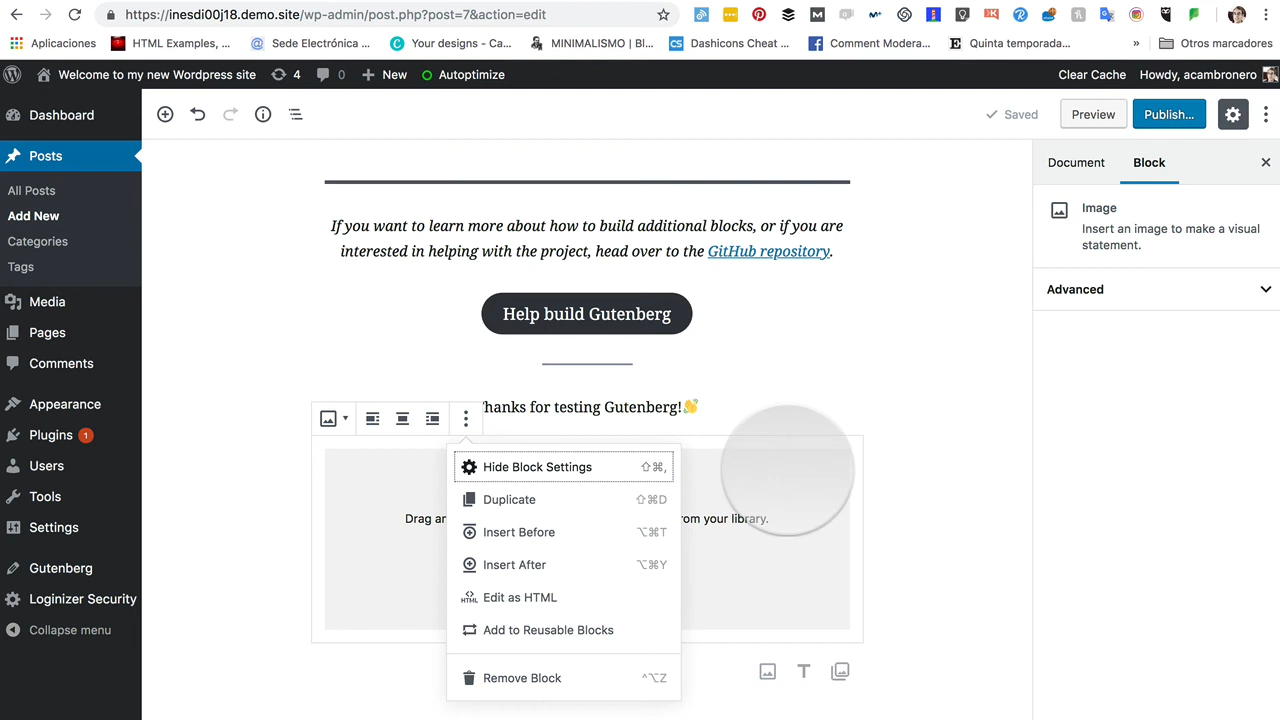 https://inesdi00j18.demo.site/wp-admin/post.php?post=7&action=edit
Aplicaciones
HTML Examples, ...
Sede Electrónica ...
Your designs - Ca...
MINIMALISMO | Bl...
Dashicons Cheat ...
Comment Modera...
Quinta temporada...
»
Otros marcadores
Welcome to my new Wordpress site
4
0
New
Autoptimize
Clear Cache
Howdy, acambronero
Dashboard
Posts
All Posts
Add New
Categories
Tags
Media
Pages
Comments
Appearance
Plugins 1
Users
Tools
Settings
Gutenberg
Loginizer Security
Collapse menu
Saved
Preview
Publish...
If you want to learn more about how to build additional blocks, or if you are
interested in helping with the project, head over to the GitHub repository.
Help build Gutenberg
hanks for testing Gutenberg!👋
Drag an
rom your library.
Hide Block Settings ⇧⌘,
Duplicate ⇧⌘D
Insert Before ⌥⌘T
Insert After ⌥⌘Y
HTML Edit as HTML
Add to Reusable Blocks
Remove Block ^⌥Z
Document
Block
Image
Insert an image to make a visual
statement.
Advanced